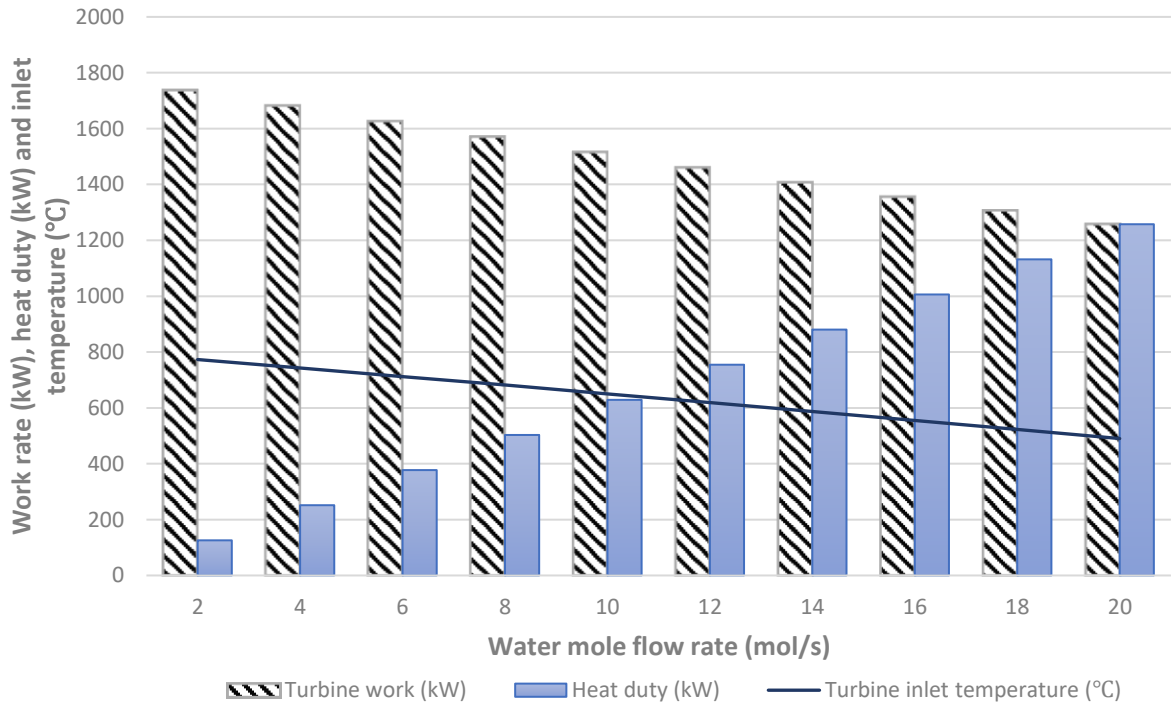 Work rate (kW), heat duty (kW) and inlet
temperature (℃)
2000
1800
1600
1400
1200
1000
800
600
400
200
0
2 4 6 8 10 12 14 16 18 20
Water mole flow rate (mol/s)
Turbine work (kW) Heat duty (kW) Turbine inlet temperature (℃)